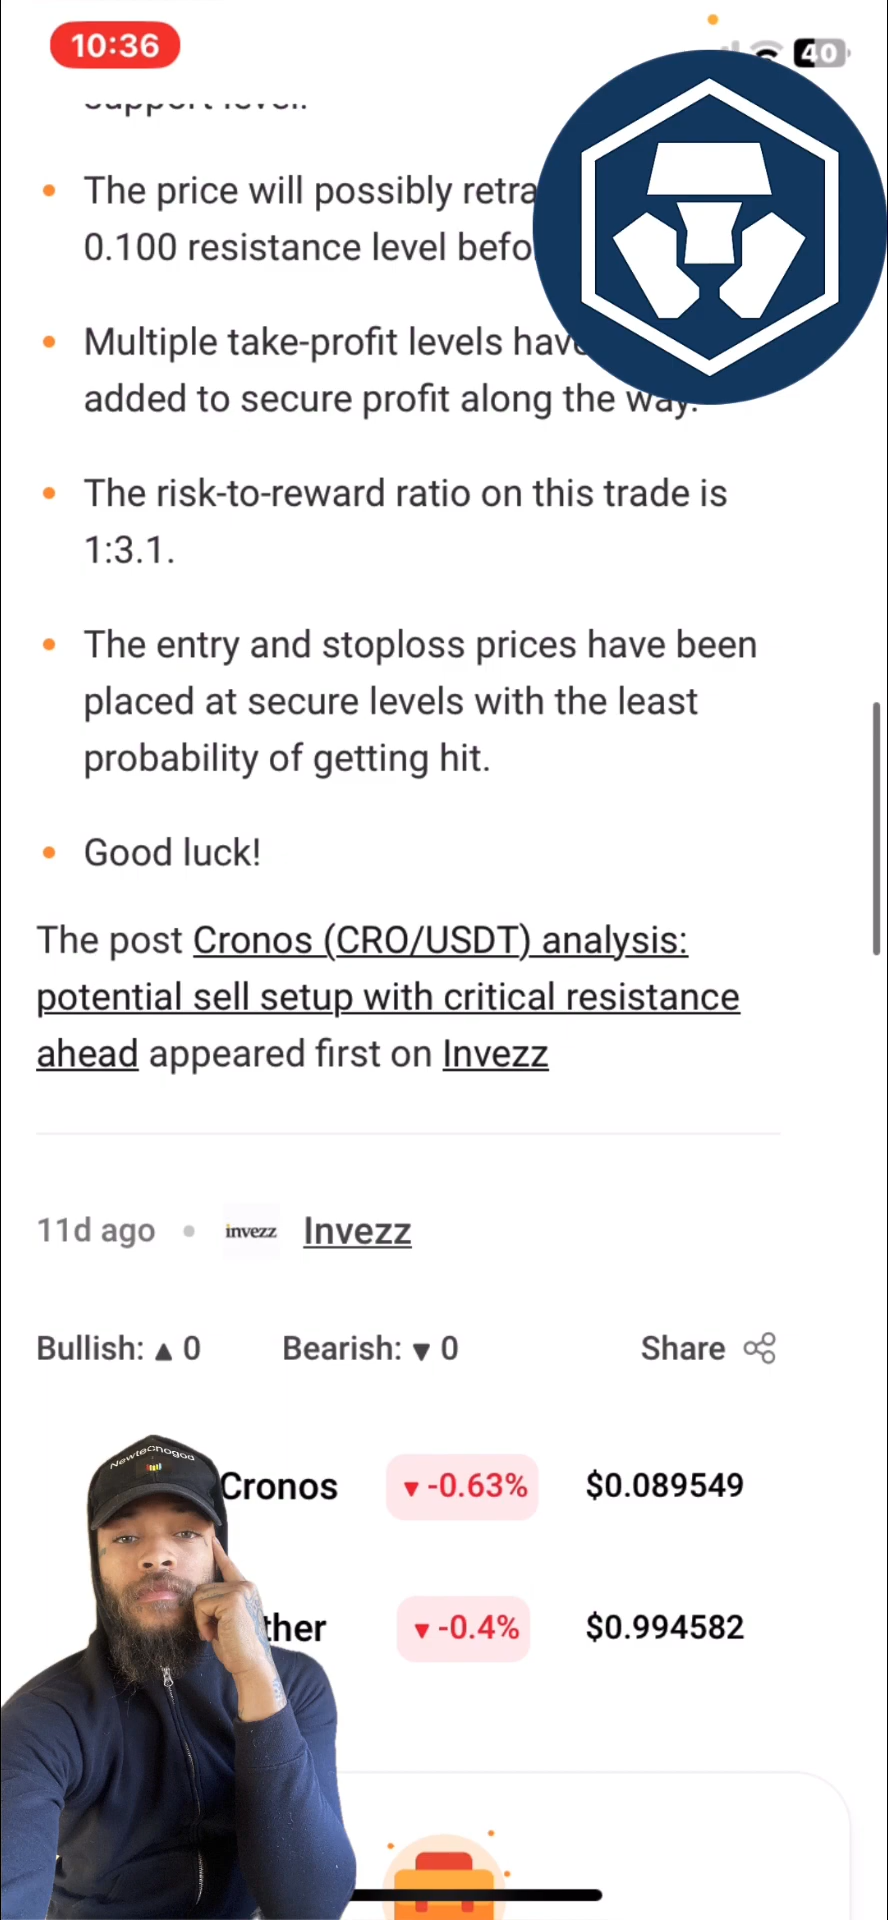 10:36
40
support level.
The price will possibly
0.100 resistance level
Multiple take-profit levels have
added to secure profit along the way.
The risk-to-reward ratio on this trade is
1:3.1.
The entry and stoploss prices have been
placed at secure levels with the least
probability of getting hit.
Good luck!
The post Cronos (CRO/USDT) analysis:
potential sell setup with critical resistance
ahead appeared first on Invezz
11d ago • invezz Invezz
Bullish: ▲ 0 Bearish: ▼ 0 Share
Newtecnogod
Cronos ▼ -0.63% $0.089549
ther ▼ -0.4% $0.994582